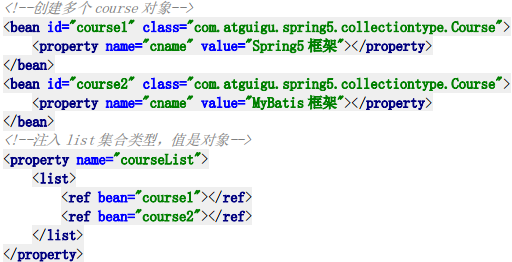 <!--创建多个 course 对象-->
<bean id="course1" class="com.atguigu.spring5.collectiontype.Course">
    <property name="cname" value="Spring5 框架"></property>
</bean>
<bean id="course2" class="com.atguigu.spring5.collectiontype.Course">
    <property name="cname" value="MyBatis 框架"></property>
</bean>
<!--注入 list 集合类型，值是对象-->
<property name="courseList">
    <list>
        <ref bean="course1"></ref>
        <ref bean="course2"></ref>
    </list>
</property>